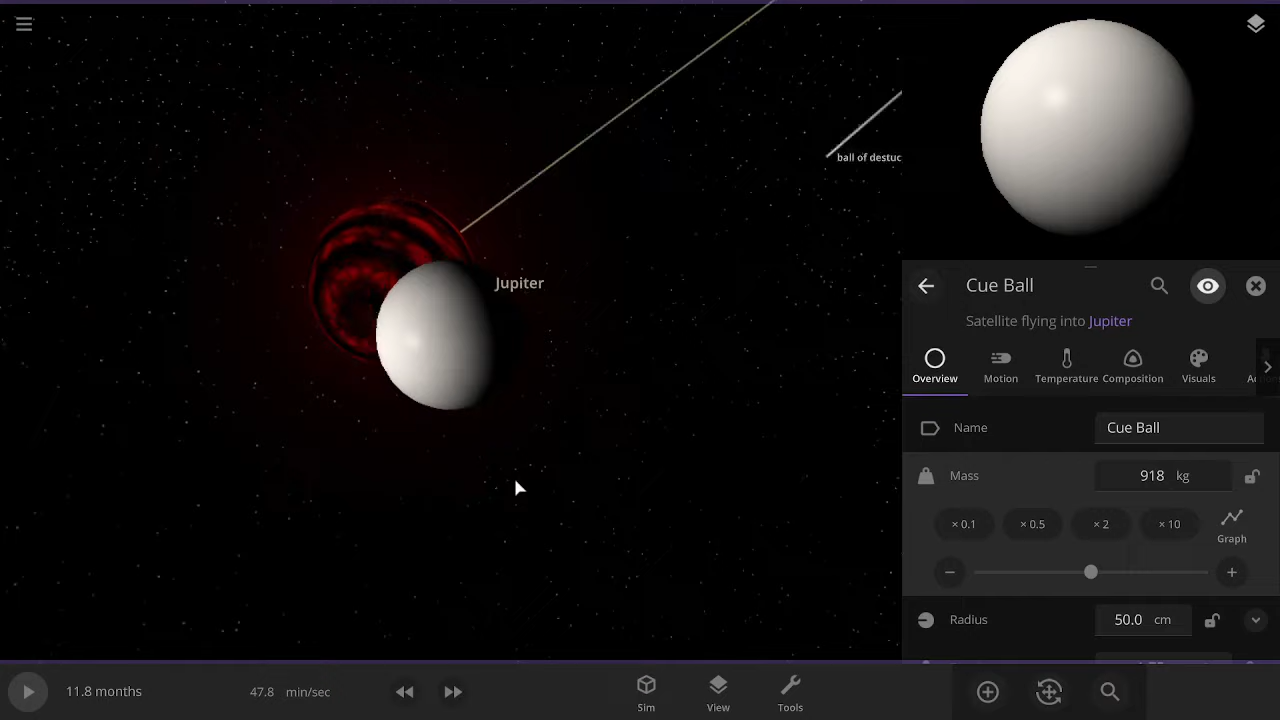 ball of destuc
Jupiter
Cue Ball
Satellite flying into Jupiter
Overview
Motion
Temperature
Composition
Visuals
Name
Cue Ball
Mass
918 kg
× 0.1
× 0.5
× 2
× 10
Graph
Radius
50.0 cm
11.8 months
47.8 min/sec
Sim
View
Tools